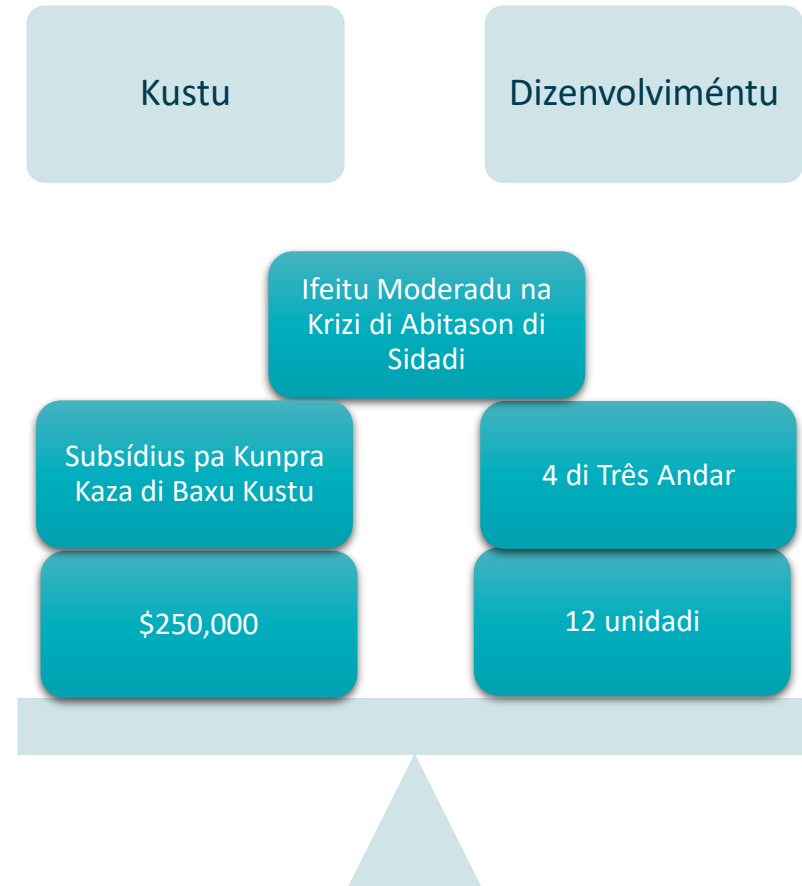 Kustu
Dizenvolviméntu
Ifeitu Moderadu na
Krizi di Abitason di
Sidadi
Subsídius pa Kunpra
Kaza di Baxu Kustu
4 di Três Andar
$250,000
12 unidadi